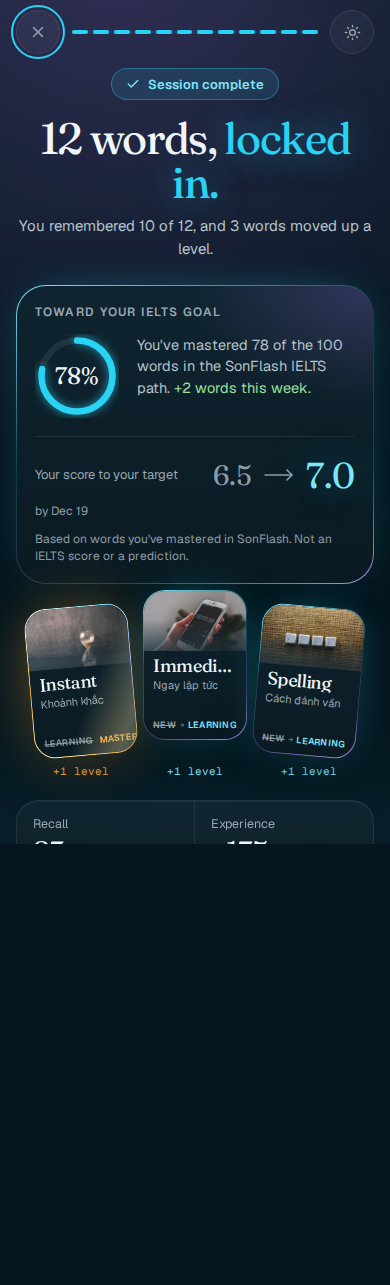 Session complete
12 words, locked
in.
You remembered 10 of 12, and 3 words moved up a
level.
TOWARD YOUR IELTS GOAL
78%
You've mastered 78 of the 100
words in the SonFlash IELTS
path. +2 words this week.
Your score to your target
6.5 → 7.0
by Dec 19
Based on words you've mastered in SonFlash. Not an
IELTS score or a prediction.
Instant
Khoảnh khắc
LEARNING MASTER
+1 level
Immedi...
Ngay lập tức
NEW → LEARNING
+1 level
Spelling
Cách đánh vần
NEW → LEARNING
+1 level
Recall
Experience